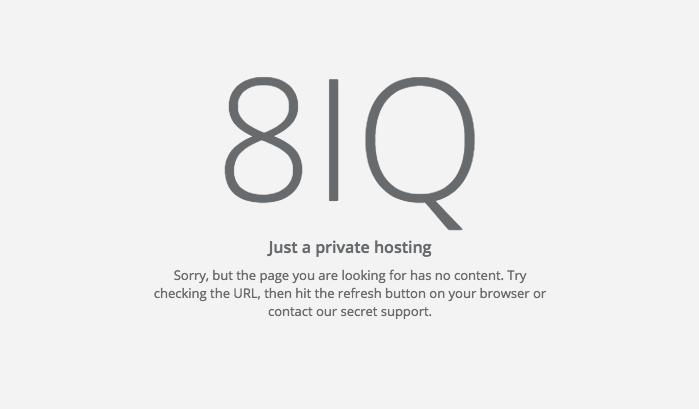 8IQ
Just a private hosting
Sorry, but the page you are looking for has no content. Try
checking the URL, then hit the refresh button on your browser or
contact our secret support.